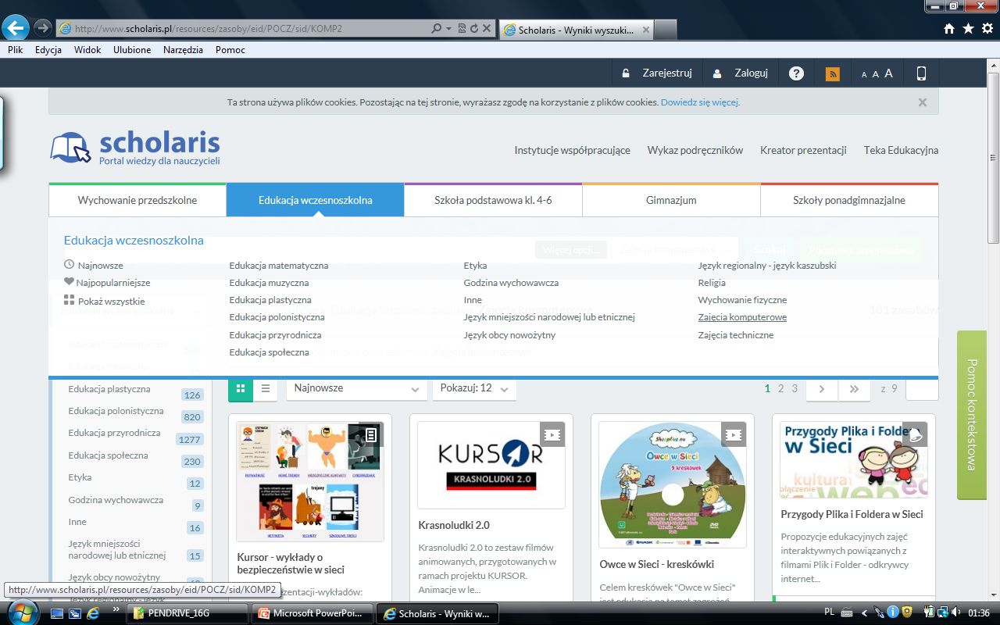 http://www.scholaris.pl/resources/zasoby/eid/POCZ/sid/KOMP2
Scholaris - Wyniki wyszuki...
Plik Edycja Widok Ulubione Narzędzia Pomoc
Zarejestruj Zaloguj ? A A A
Ta strona używa plików cookies. Pozostając na tej stronie, wyrażasz zgodę na korzystanie z plików cookies. Dowiedz się więcej.
scholaris
Portal wiedzy dla nauczycieli
Instytucje współpracujące Wykaz podręczników Kreator prezentacji Teka Edukacyjna
Wychowanie przedszkolne Edukacja wczesnoszkolna Szkoła podstawowa kl. 4-6 Gimnazjum Szkoły ponadgimnazjalne
Edukacja wczesnoszkolna
Najnowsze
Najpopularniejsze
Pokaż wszystkie
Edukacja matematyczna
Edukacja muzyczna
Edukacja plastyczna
Edukacja polonistyczna
Edukacja przyrodnicza
Edukacja społeczna
Etyka
Godzina wychowawcza
Inne
Język mniejszości narodowej lub etnicznej
Język obcy nowożytny
Język regionalny - język kaszubski
Religia
Wychowanie fizyczne
Zajęcia komputerowe
Zajęcia techniczne
101 zasobów
Edukacja plastyczna 126
Edukacja polonistyczna 820
Edukacja przyrodnicza 1277
Edukacja społeczna 230
Etyka 12
Godzina wychowawcza 9
Inne 16
Język mniejszości
narodowej lub etnicznej 15
Język obcy nowożytny
Najnowsze Pokazuj: 12 1 2 3 z 9
Kursor - wykłady o
bezpieczeństwie w sieci
KURSOR
KRASNOLUDKI 2.0
Krasnoludki 2.0
Krasnoludki 2.0 to zestaw filmów
animowanych, przygotowanych w
ramach projektu KURSOR.
Animacje w le...
Sheeplive.eu
Owce w Sieci
9 kreskówek
Owce w Sieci - kreskówki
Celem kreskówek "Owce w Sieci"
jest edukacja na temat zagrożeń
Przygody Plika i Foldera
w Sieci
kultura
Przygody Plika i Foldera w Sieci
Propozycje edukacyjnych zajęć
interaktywnych powiązanych z
filmami Plik i Folder - odkrywcy
internet...
Pomoc kontekstowa
http://www.scholaris.pl/resources/zasoby/eid/POCZ/sid/KOMP2
PENDRIVE_16G Microsoft PowerPoi... Scholaris - Wyniki w... PL 01:36